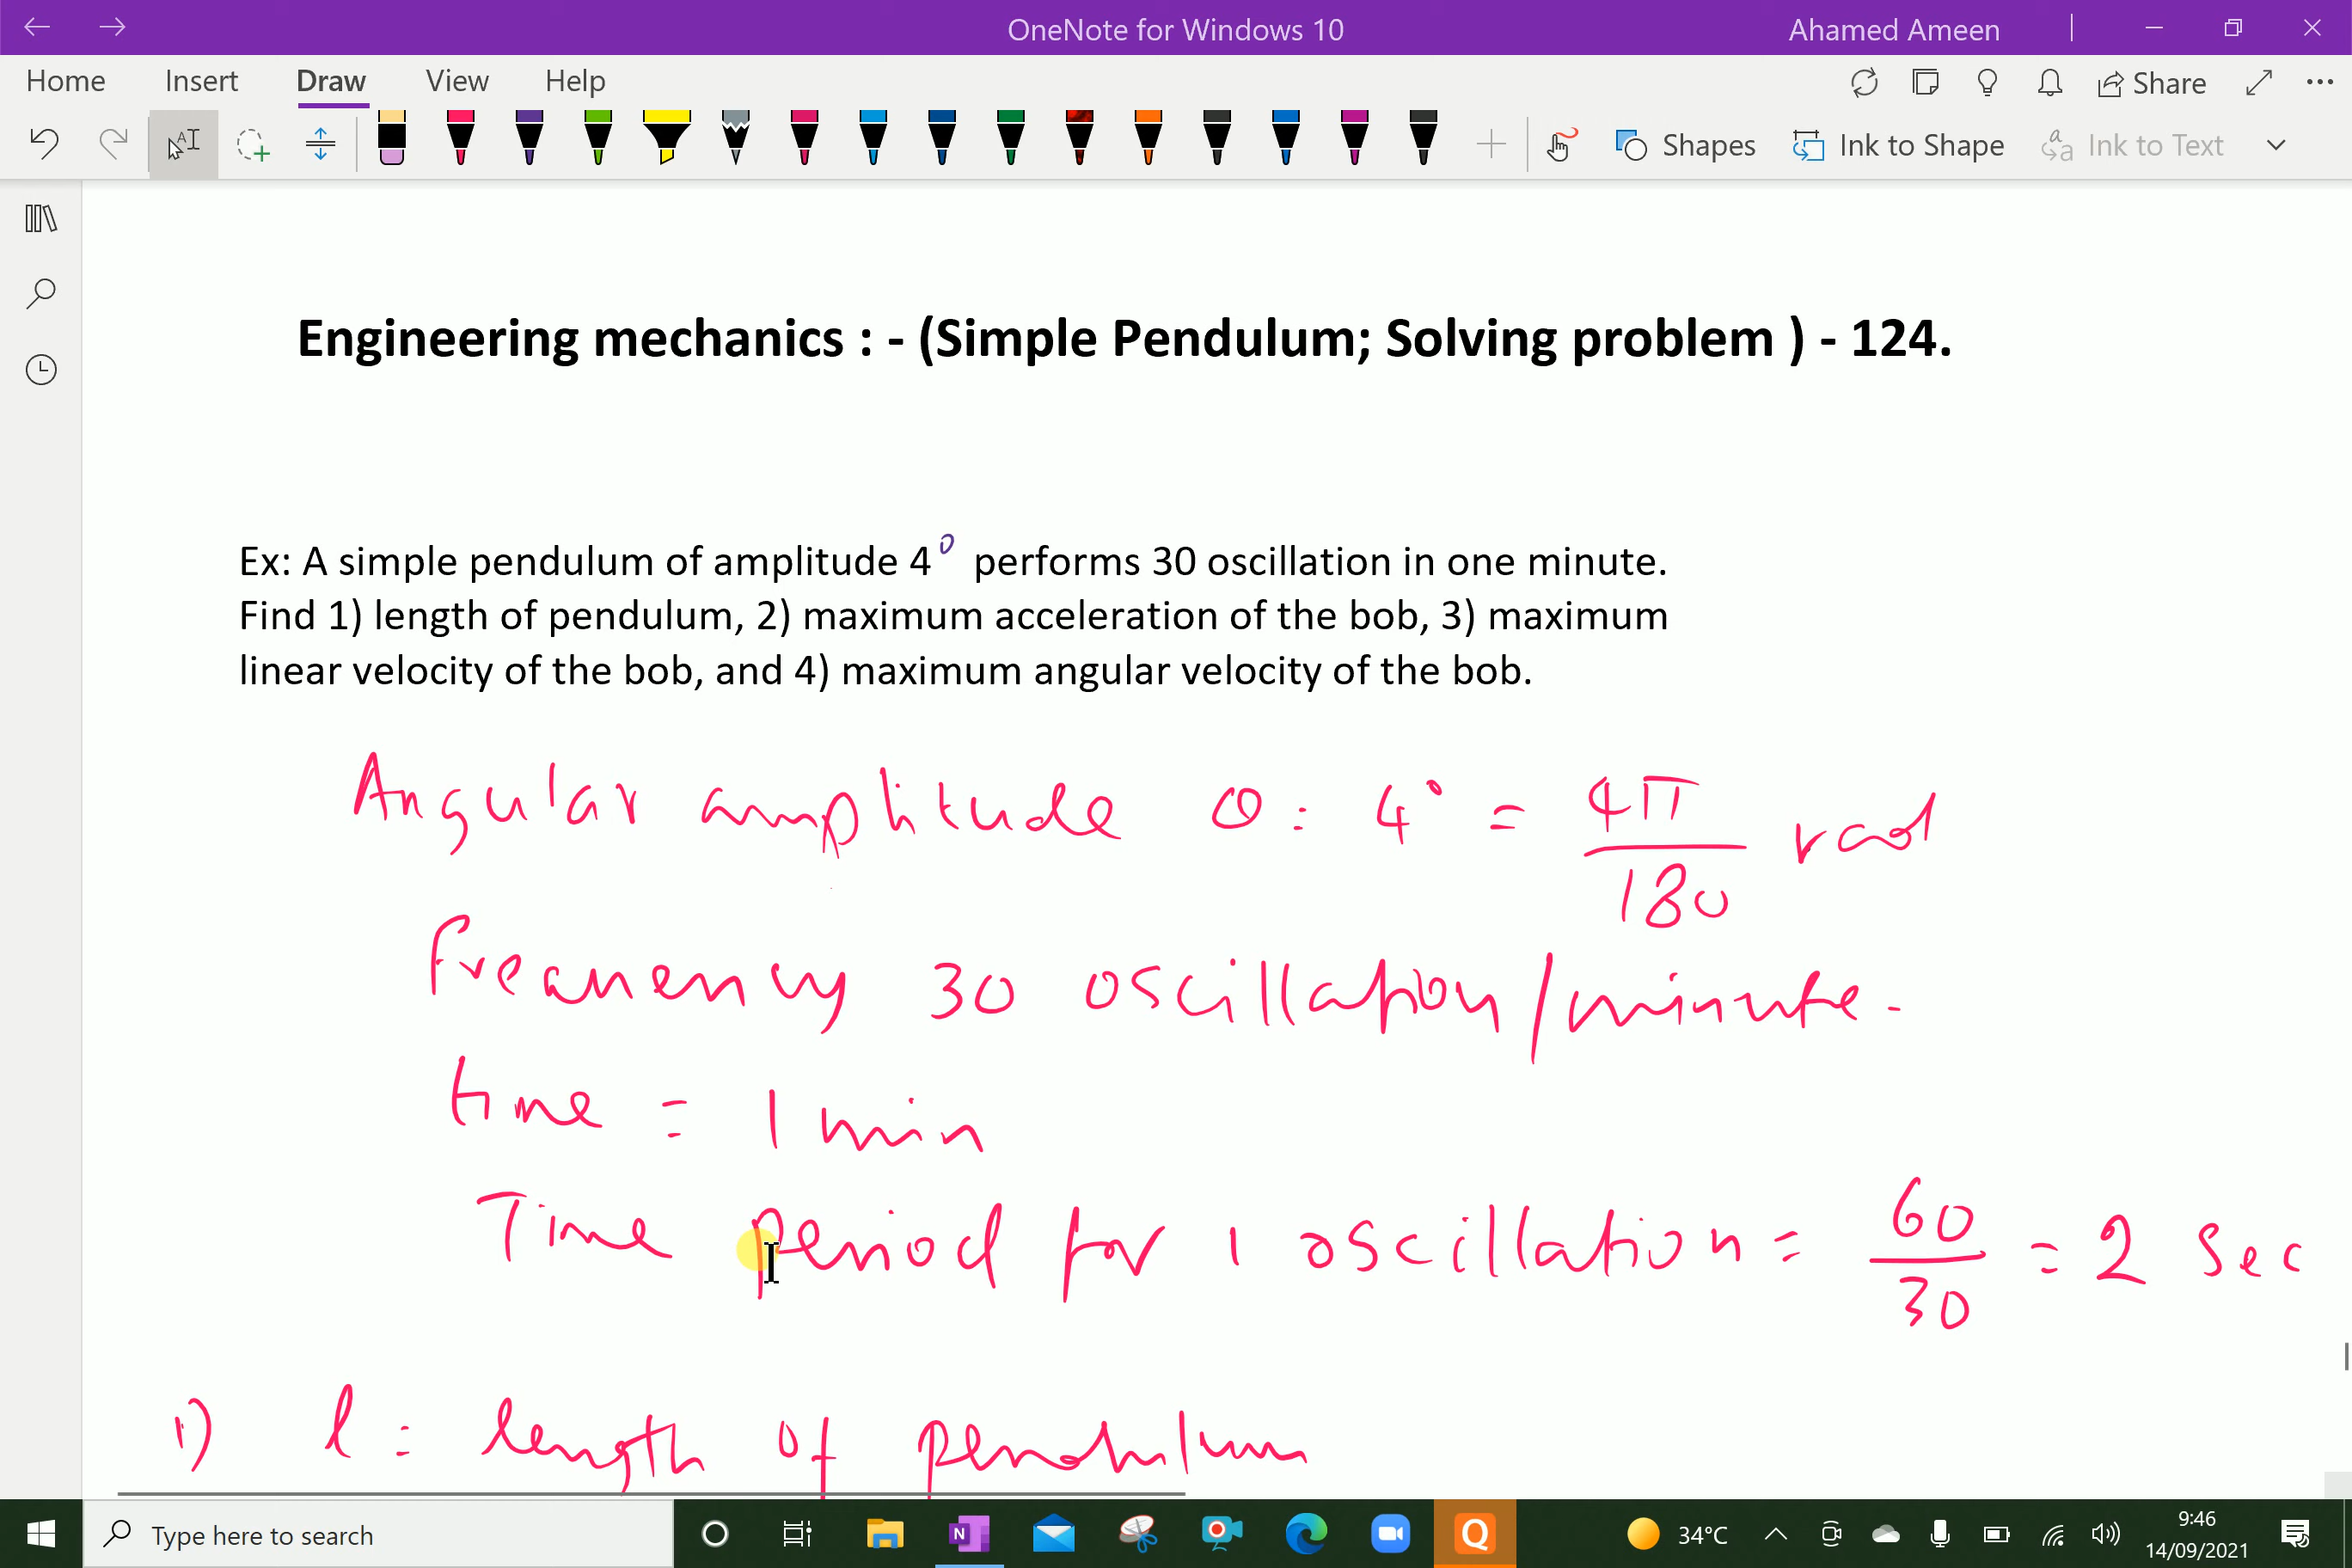 OneNote for Windows 10
Ahamed Ameen
Home Insert Draw View Help
Share
Shapes Ink to Shape Ink to Text
Engineering mechanics : - (Simple Pendulum; Solving problem ) - 124.
Ex: A simple pendulum of amplitude 4° performs 30 oscillation in one minute.
Find 1) length of pendulum, 2) maximum acceleration of the bob, 3) maximum
linear velocity of the bob, and 4) maximum angular velocity of the bob.
Angular amplitude θ = 4° = 4π/180 rad
frequency 30 oscillation/minute.
time = 1 min
Time period for 1 oscillation = 60/30 = 2 sec
1) l = length of pendulum
Type here to search
34°C
9:46
14/09/2021